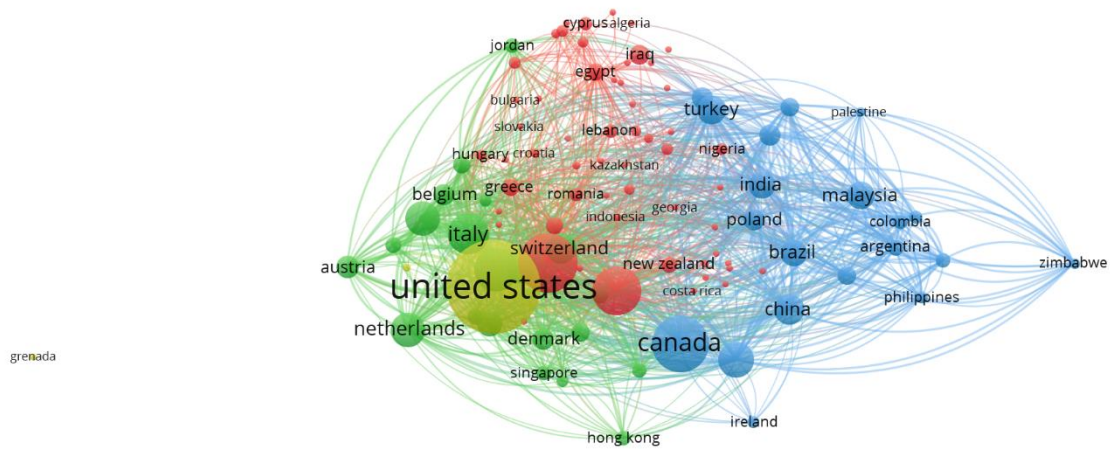 cyprus
algeria
jordan
iraq
egypt
bulgaria
turkey
palestine
slovakia
lebanon
nigeria
hungary
croatia
kazakhstan
belgium
greece
romania
india
malaysia
indonesia
georgia
poland
colombia
italy
switzerland
brazil
argentina
austria
new zealand
zimbabwe
united states
costa rica
philippines
china
netherlands
denmark
canada
grenada
singapore
ireland
hong kong